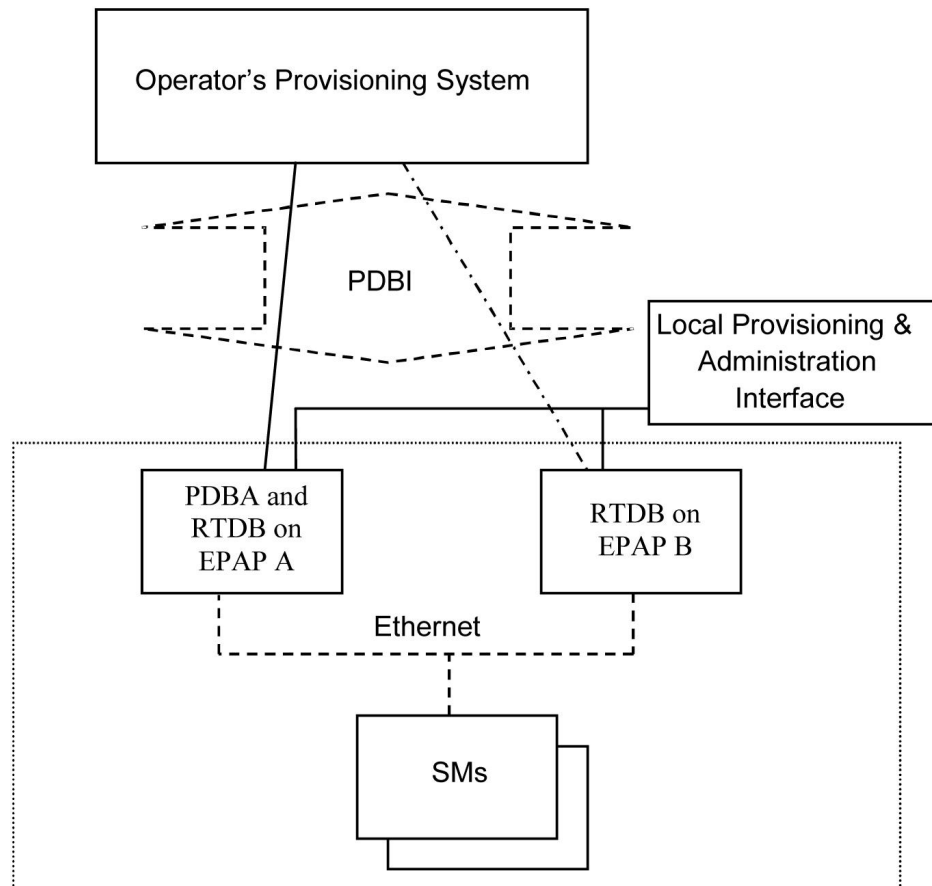 Operator’s Provisioning System
PDBI
Local Provisioning &
Administration
Interface
PDBA and
RTDB on
EPAP A
RTDB on
EPAP B
Ethernet
SMs